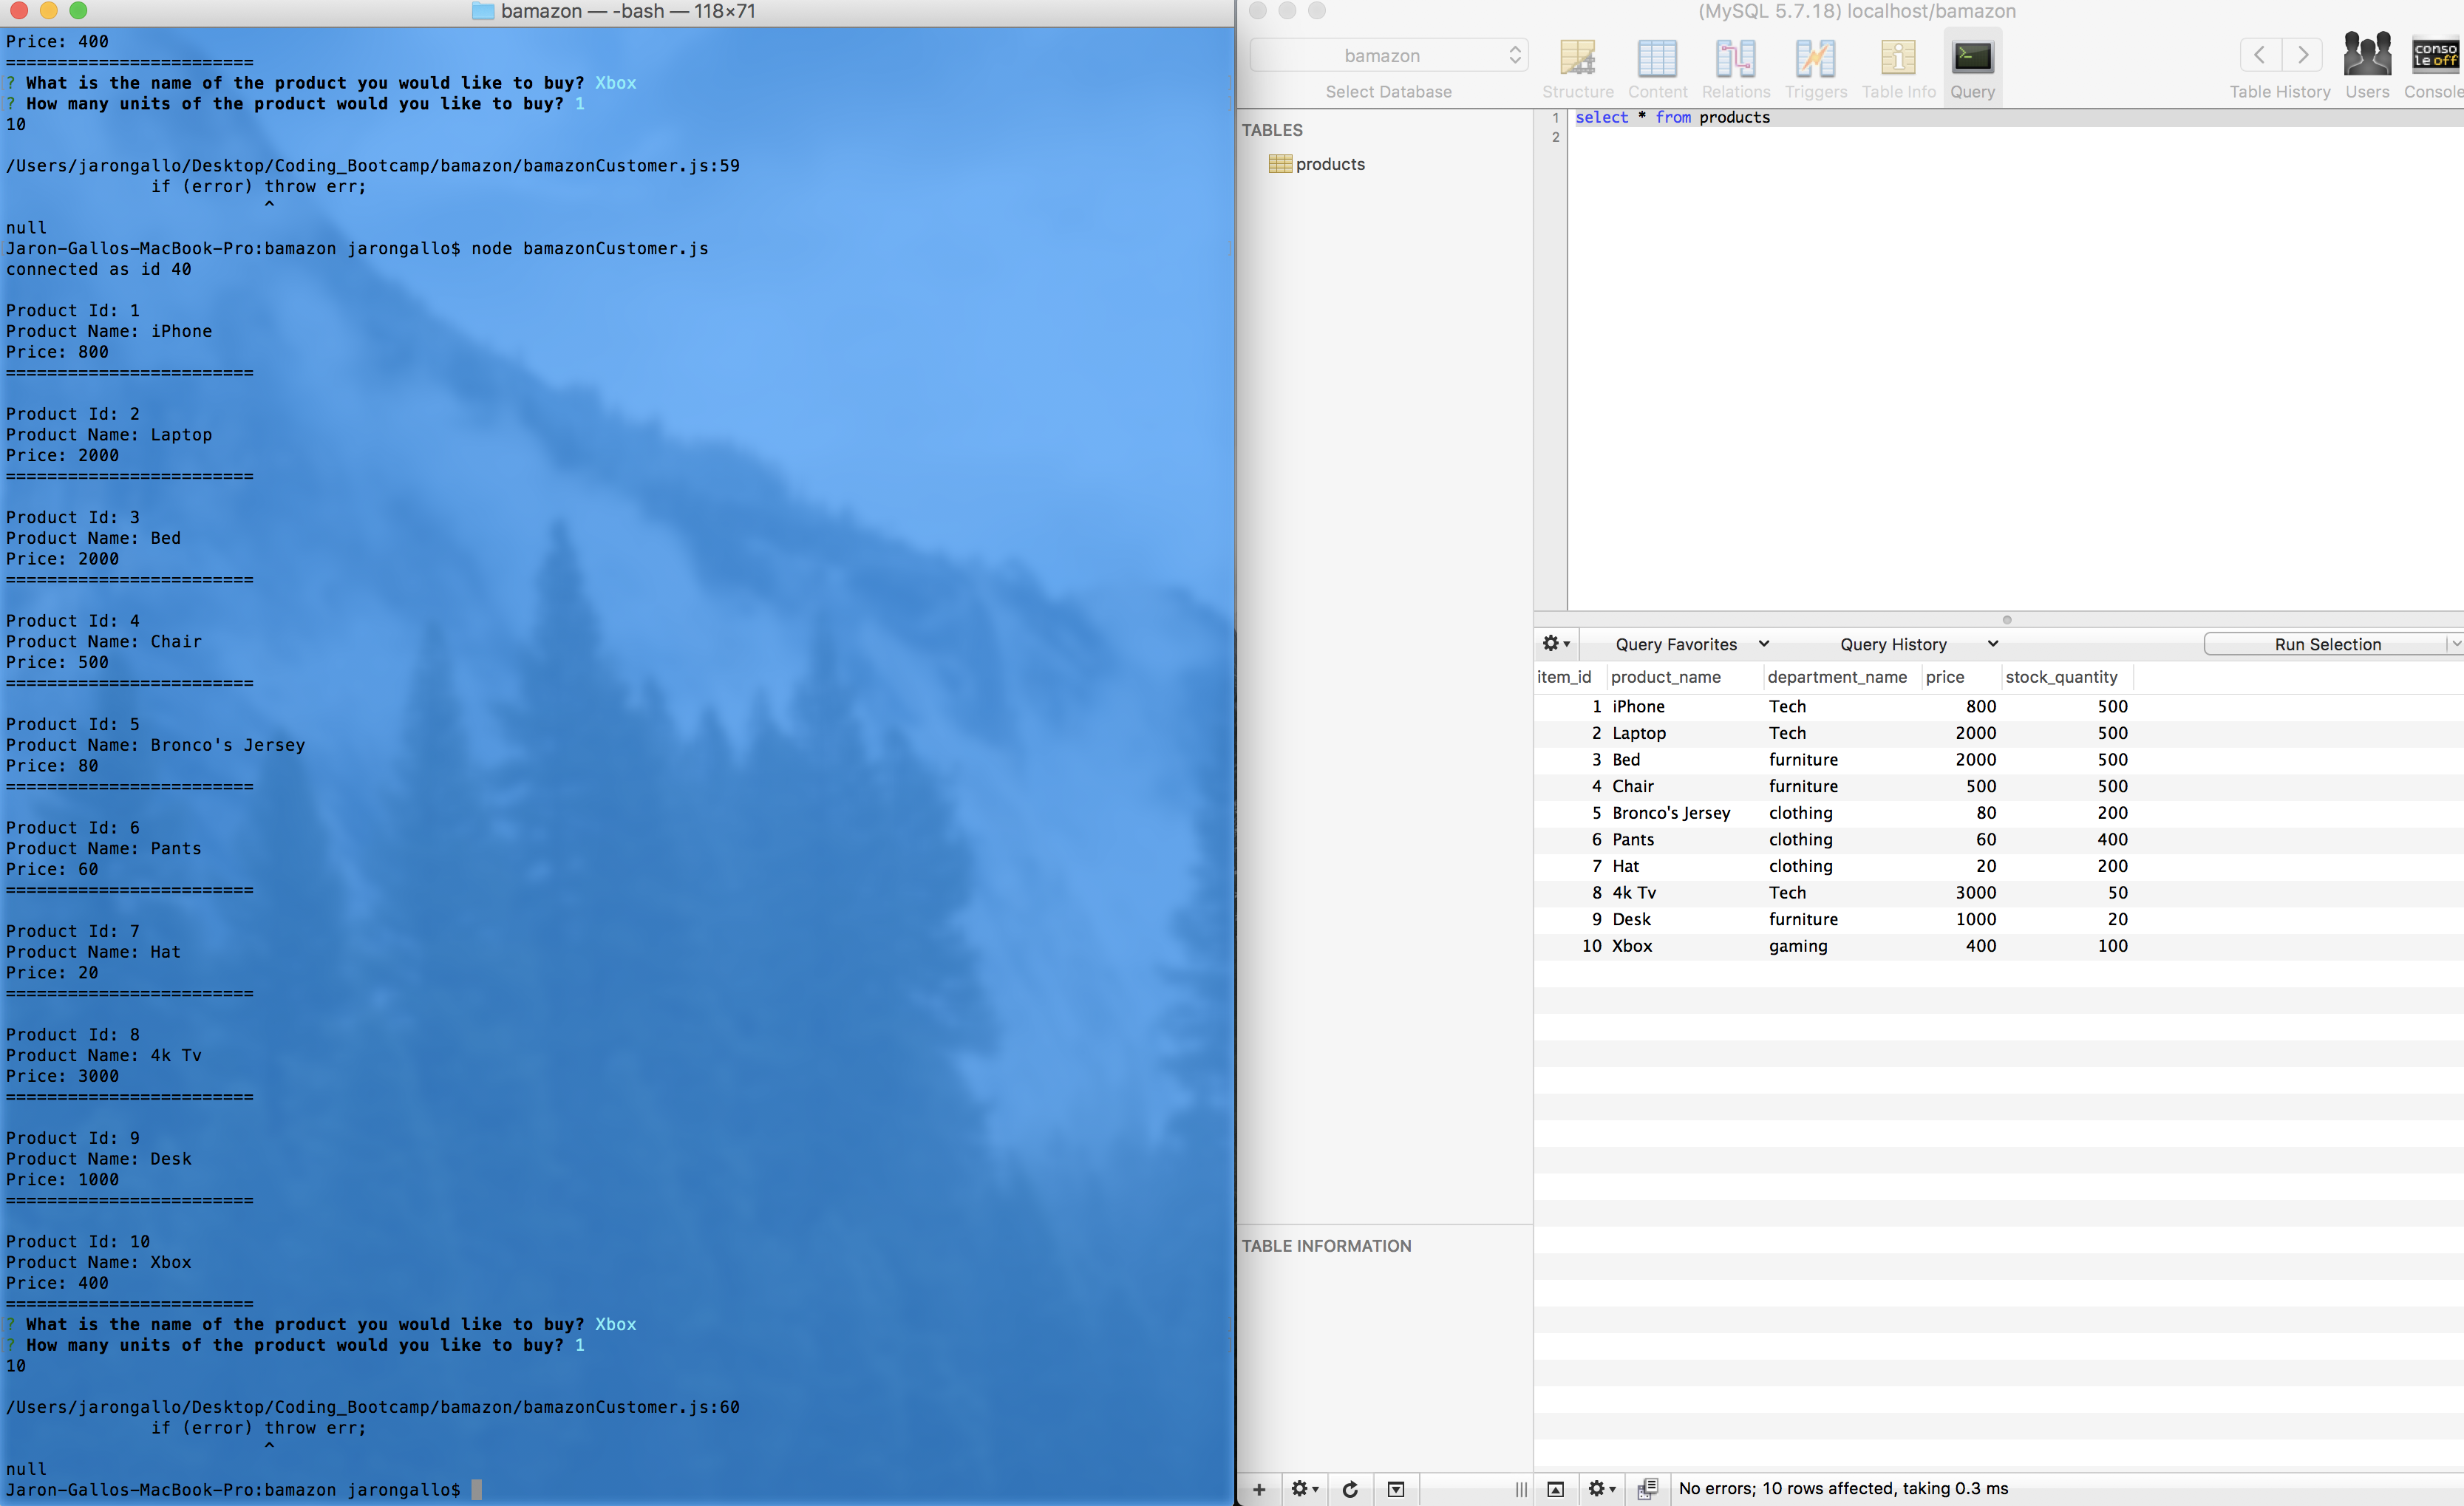 bamazon — -bash — 118×71
Price: 400
========================
? What is the name of the product you would like to buy? Xbox
? How many units of the product would you like to buy? 1
10
/Users/jarongallo/Desktop/Coding_Bootcamp/bamazon/bamazonCustomer.js:59
if (error) throw err;
^
null
Jaron-Gallos-MacBook-Pro:bamazon jarongallo$ node bamazonCustomer.js
connected as id 40
Product Id: 1
Product Name: iPhone
Price: 800
========================
Product Id: 2
Product Name: Laptop
Price: 2000
========================
Product Id: 3
Product Name: Bed
Price: 2000
========================
Product Id: 4
Product Name: Chair
Price: 500
========================
Product Id: 5
Product Name: Bronco's Jersey
Price: 80
========================
Product Id: 6
Product Name: Pants
Price: 60
========================
Product Id: 7
Product Name: Hat
Price: 20
========================
Product Id: 8
Product Name: 4k Tv
Price: 3000
========================
Product Id: 9
Product Name: Desk
Price: 1000
========================
Product Id: 10
Product Name: Xbox
Price: 400
========================
? What is the name of the product you would like to buy? Xbox
? How many units of the product would you like to buy? 1
10
/Users/jarongallo/Desktop/Coding_Bootcamp/bamazon/bamazonCustomer.js:60
if (error) throw err;
^
null
Jaron-Gallos-MacBook-Pro:bamazon jarongallo$
(MySQL 5.7.18) localhost/bamazon
bamazon
conso
le off
Select Database Structure Content Relations Triggers Table Info Query Table History Users Console
TABLES
products
1 select * from products
2
Query Favorites Query History Run Selection
item_id product_name department_name price stock_quantity
1 iPhone Tech 800 500
2 Laptop Tech 2000 500
3 Bed furniture 2000 500
4 Chair furniture 500 500
5 Bronco's Jersey clothing 80 200
6 Pants clothing 60 400
7 Hat clothing 20 200
8 4k Tv Tech 3000 50
9 Desk furniture 1000 20
10 Xbox gaming 400 100
TABLE INFORMATION
No errors; 10 rows affected, taking 0.3 ms